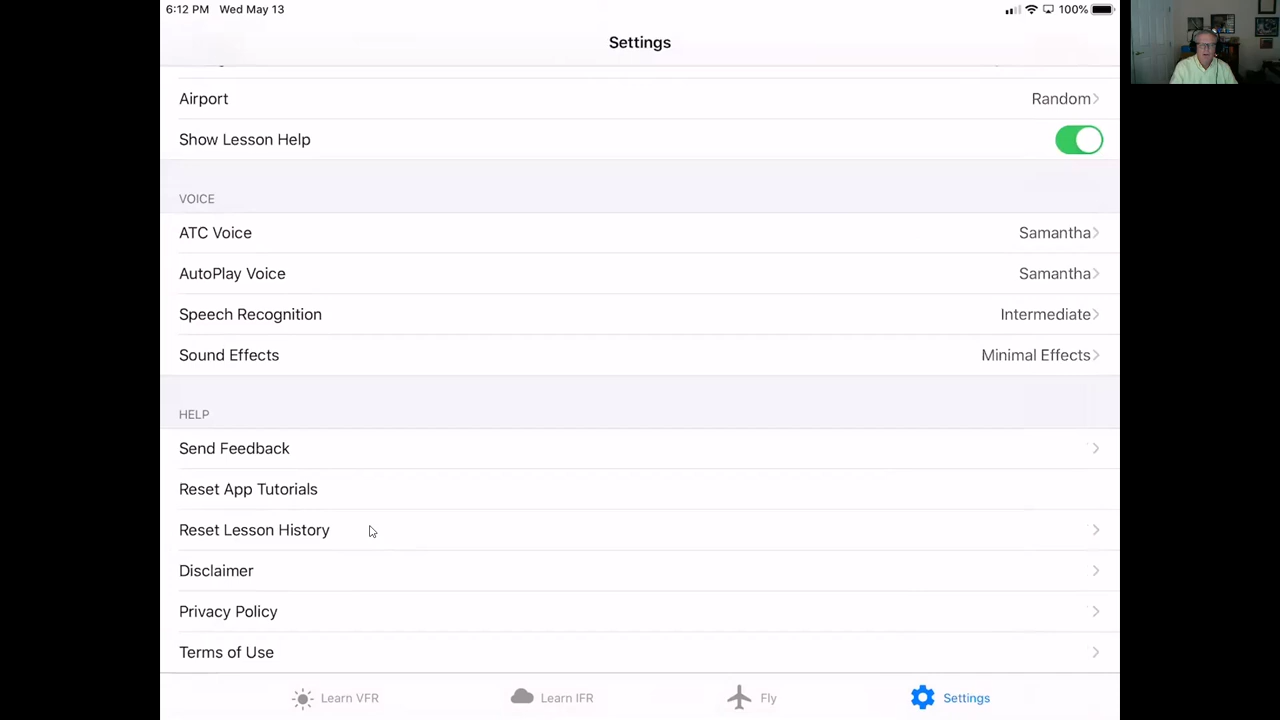 6:12 PM Wed May 13 100%
Settings
Airport Random
Show Lesson Help
VOICE
ATC Voice Samantha
AutoPlay Voice Samantha
Speech Recognition Intermediate
Sound Effects Minimal Effects
HELP
Send Feedback
Reset App Tutorials
Reset Lesson History
Disclaimer
Privacy Policy
Terms of Use
Learn VFR Learn IFR Fly Settings